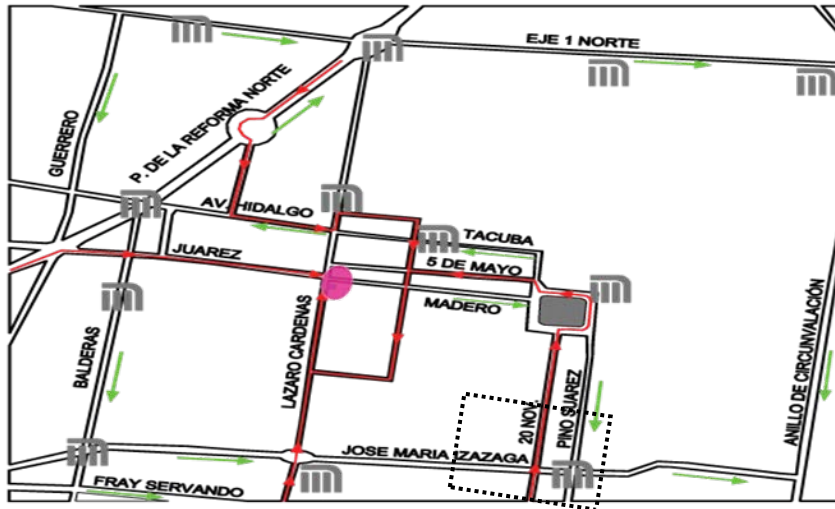 EJE 1 NORTE
GUERRERO
P. DE LA REFORMA NORTE
AV. HIDALGO
TACUBA
JUAREZ
5 DE MAYO
MADERO
BALDERAS
LAZARO CARDENAS
20 NOV.
PINO SUAREZ
ANILLO DE CIRCUNVALACIÓN
JOSE MARIA IZAZAGA
FRAY SERVANDO